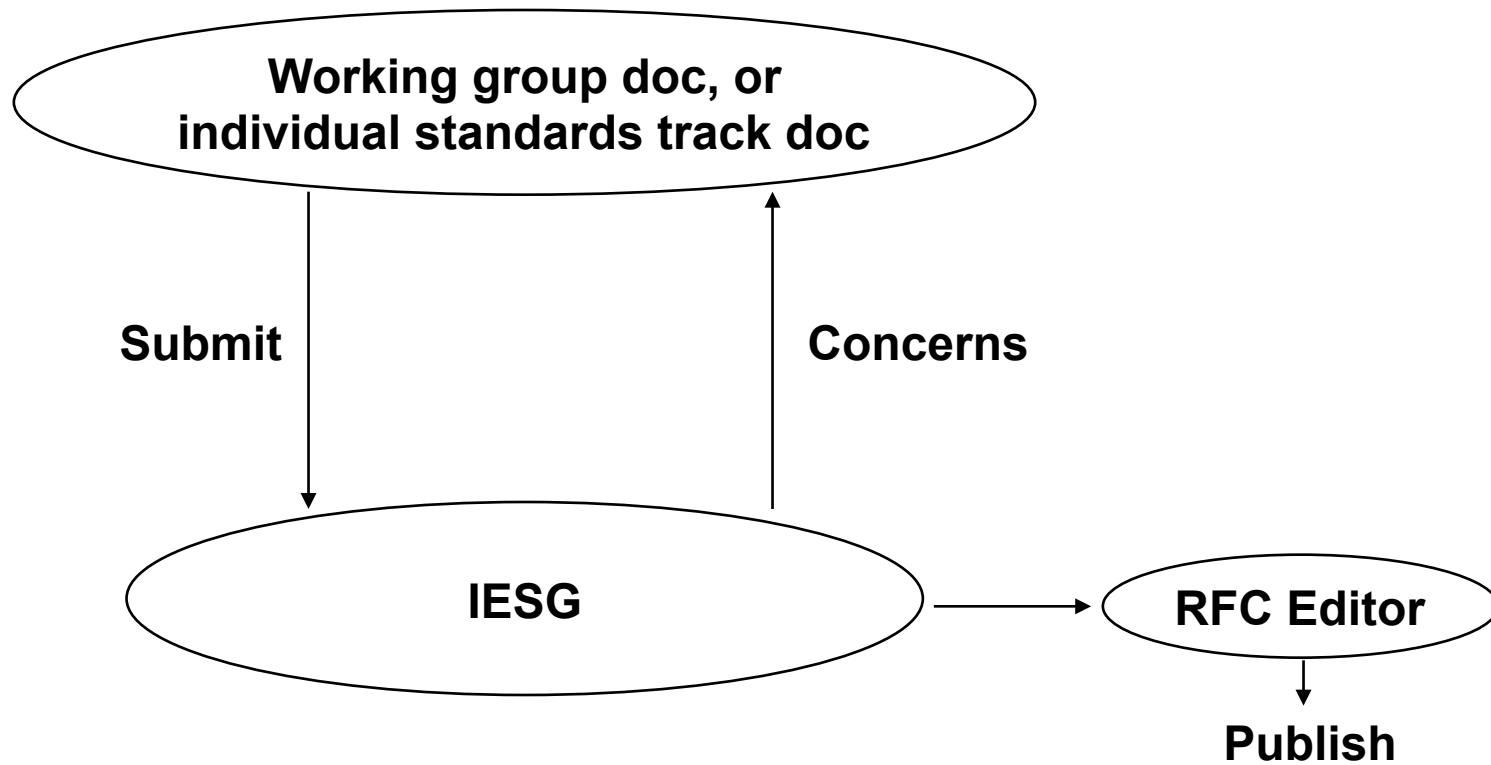 Working group doc, or
individual standards track doc
Submit
Concerns
IESG
RFC Editor
Publish